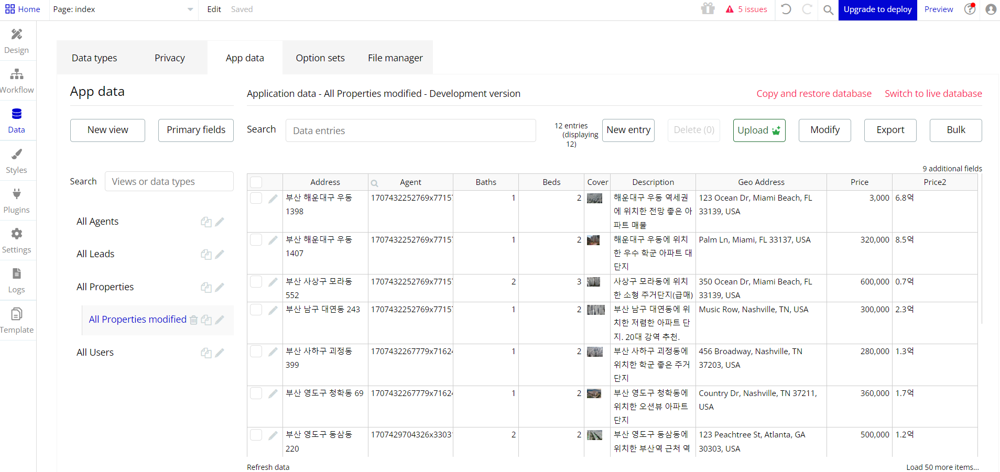 Home
Page: index
Edit
Saved
5 issues
Upgrade to deploy
Preview
Design
Workflow
Data
Styles
Plugins
Settings
Logs
Template
Data types
Privacy
App data
Option sets
File manager
App data
New view
Primary fields
Search
Views or data types
All Agents
All Leads
All Properties
All Properties modified
All Users
Application data - All Properties modified - Development version
Copy and restore database
Switch to live database
Search
Data entries
12 entries
(displaying
12)
New entry
Delete (0)
Upload
Modify
Export
Bulk
9 additional fields
Address Agent Baths Beds Cover Description Geo Address Price Price2
부산 해운대구 우동
1398
1707432252769x7715
1
2
해운대구 우동 역세권
에 위치한 전망 좋은 아
파트 매물
123 Ocean Dr, Miami Beach, FL
33139, USA
3,000
6.8억
부산 해운대구 우동
1407
1707432252769x7715
1
2
해운대구 우동에 위치
한 우수 학군 아파트 대
단지
Palm Ln, Miami, FL 33137, USA
320,000
8.5억
부산 사상구 모라동
552
1707432252769x7715
2
3
사상구 모라동에 위치
한 소형 주거단지(급매)
350 Ocean Dr, Miami Beach, FL
33139, USA
600,000
0.7억
부산 남구 대연동 243
1707432252769x7715
1
2
부산 남구 대연동에 위
치한 저렴한 아파트 단
지. 20대 강역 추천.
Music Row, Nashville, TN, USA
300,000
2.3억
부산 사하구 괴정동
399
1707432267779x7162
1
2
부산 사하구 괴정동에
위치한 학군 좋은 주거
단지
456 Broadway, Nashville, TN
37203, USA
280,000
1.3억
부산 영도구 청학동 69
1707432267779x7162
1
2
부산 영도구 청학동에
위치한 오션뷰 아파트
단지
Country Dr, Nashville, TN 37211,
USA
360,000
1.7억
부산 영도구 동삼동
220
1707429704326x3303
2
2
부산 영도구 동삼동에
위치한 부산역 근처 역
123 Peachtree St, Atlanta, GA
30303, USA
500,000
1.2억
Refresh data
Load 50 more items...